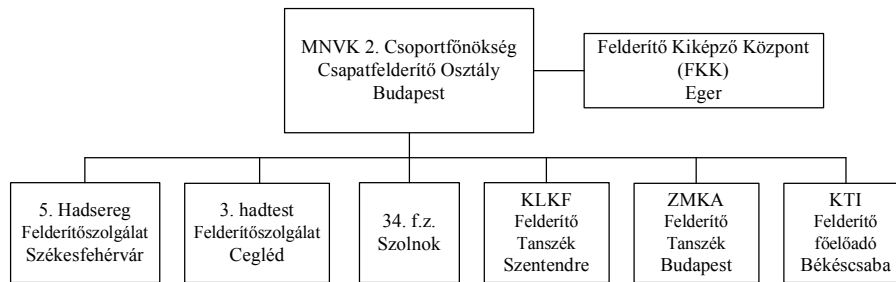 MNVK 2. Csoportfőnökség
Csapatfelderítő Osztály
Budapest
Felderítő Kiképző Központ
(FKK)
Eger
5. Hadsereg
Felderítőszolgálat
Székesfehérvár
3. hadtest
Felderítőszolgálat
Cegléd
34. f.z.
Szolnok
KLKF
Felderítő
Tanszék
Szentendre
ZMKA
Felderítő
Tanszék
Budapest
KTI
Felderítő
főelőadó
Békéscsaba